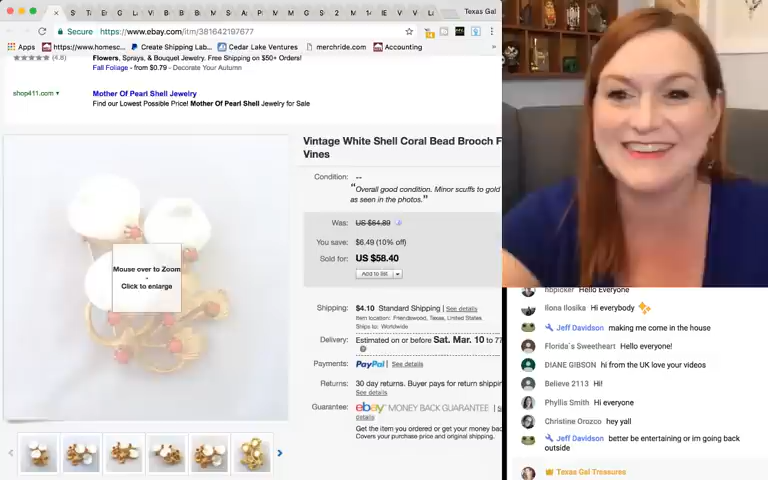 Texas Gal
Secure https://www.ebay.com/itm/381642197677
Apps https://www.homesc... Create Shipping Lab... Cedar Lake Ventures merchride.com Accounting
(4.8) Flowers, Sprays, & Bouquet Jewelry. Free Shipping on $50+ Orders!
Fall Foliage - from $0.79 - Decorate Your Autumn
shop411.com Mother Of Pearl Shell Jewelry
Find our Lowest Possible Price! Mother Of Pearl Shell Jewelry for Sale
Vintage White Shell Coral Bead Brooch F
Vines
Condition: --
"Overall good condition. Minor scuffs to gold
as seen in the photos."
Was: US $64.89
You save: $6.49 (10% off)
Sold for: US $58.40
Add to list
Mouse over to Zoom
-
Click to enlarge
Shipping: $4.10 Standard Shipping | See details
Item location: Friendswood, Texas, United States
Ships to: Worldwide
Delivery: Estimated on or before Sat. Mar. 10 to 77
Payments: PayPal | See details
Returns: 30 day returns. Buyer pays for return shippin
See details
Guarantee: ebay MONEY BACK GUARANTEE | S
details
Get the item you ordered or get your money bac
Covers your purchase price and original shipping.
hbpicker Hello Everyone
Ilona Ilosika Hi everybody
Jeff Davidson making me come in the house
Florida's Sweetheart Hello everyone!
DIANE GIBSON hi from the UK love your videos
Believe 2113 Hi!
Phyllis Smith Hi everyone
Christine Orozco hey yall
Jeff Davidson better be entertaining or im going back
outside
Texas Gal Treasures